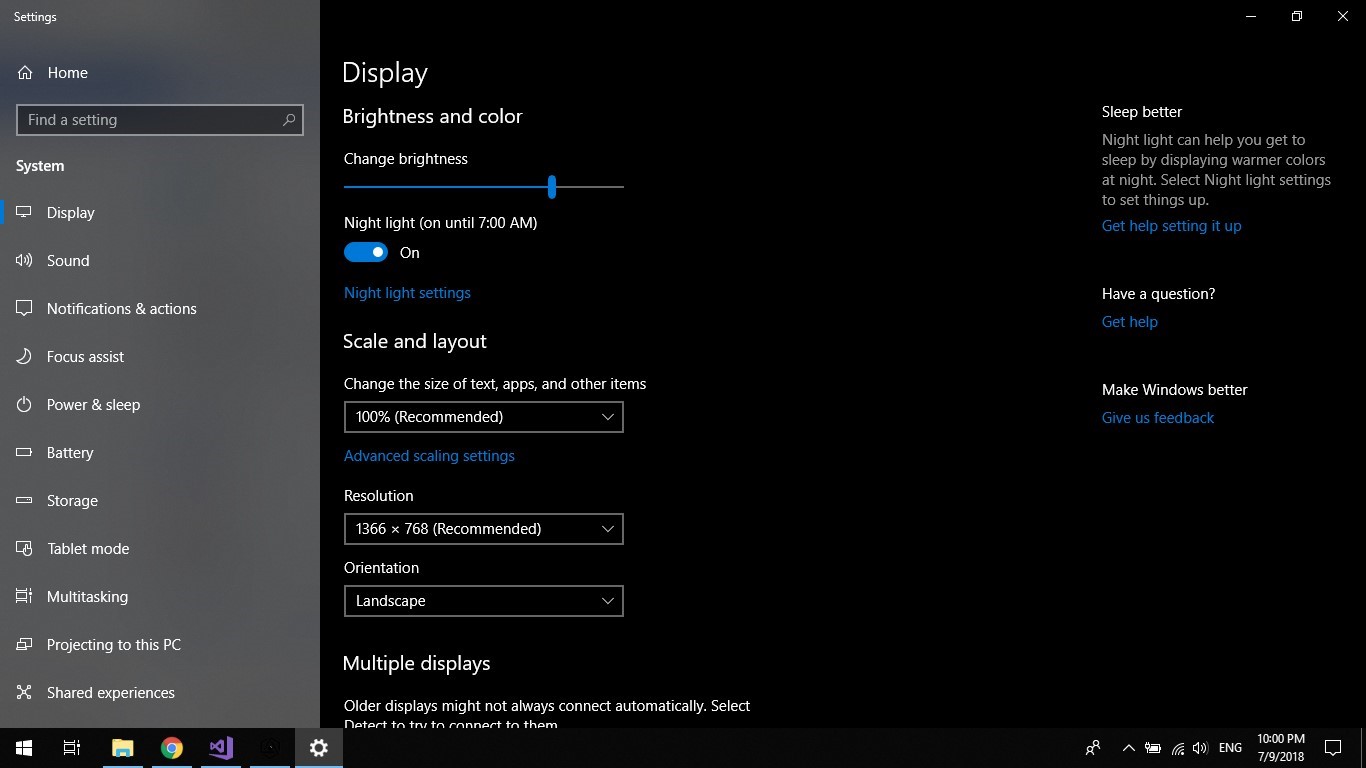 Settings
Home
Find a setting
System
Display
Sound
Notifications & actions
Focus assist
Power & sleep
Battery
Storage
Tablet mode
Multitasking
Projecting to this PC
Shared experiences
Display
Brightness and color
Change brightness
Night light (on until 7:00 AM)
On
Night light settings
Scale and layout
Change the size of text, apps, and other items
100% (Recommended)
Advanced scaling settings
Resolution
1366 × 768 (Recommended)
Orientation
Landscape
Multiple displays
Older displays might not always connect automatically. Select
Detect to try to connect to them.
Sleep better
Night light can help you get to
sleep by displaying warmer colors
at night. Select Night light settings
to set things up.
Get help setting it up
Have a question?
Get help
Make Windows better
Give us feedback
ENG
10:00 PM
7/9/2018